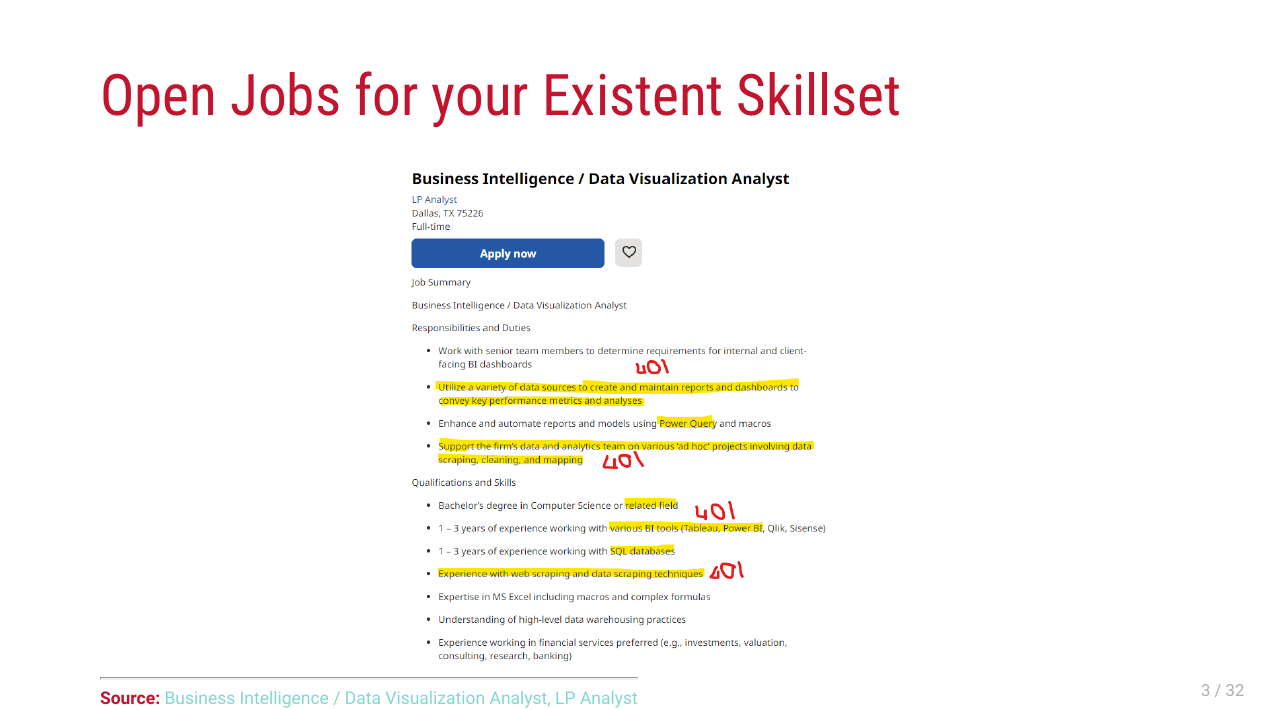 Open Jobs for your Existent Skillset
Business Intelligence / Data Visualization Analyst
LP Analyst
Dallas, TX 75226
Full-time
Apply now
Job Summary
Business Intelligence / Data Visualization Analyst
Responsibilities and Duties
• Work with senior team members to determine requirements for internal and client-
facing BI dashboards
401
• Utilize a variety of data sources to create and maintain reports and dashboards to
convey key performance metrics and analyses
• Enhance and automate reports and models using Power Query and macros
• Support the firm's data and analytics team on various 'ad hoc' projects involving data
scraping, cleaning, and mapping 401
Qualifications and Skills
• Bachelor's degree in Computer Science or related field 401
• 1 – 3 years of experience working with various BI tools (Tableau, Power BI, Qlik, Sisense)
• 1 – 3 years of experience working with SQL databases
• Experience with web scraping and data scraping techniques 401
• Expertise in MS Excel including macros and complex formulas
• Understanding of high-level data warehousing practices
• Experience working in financial services preferred (e.g., investments, valuation,
consulting, research, banking)
Source: Business Intelligence / Data Visualization Analyst, LP Analyst
3 / 32